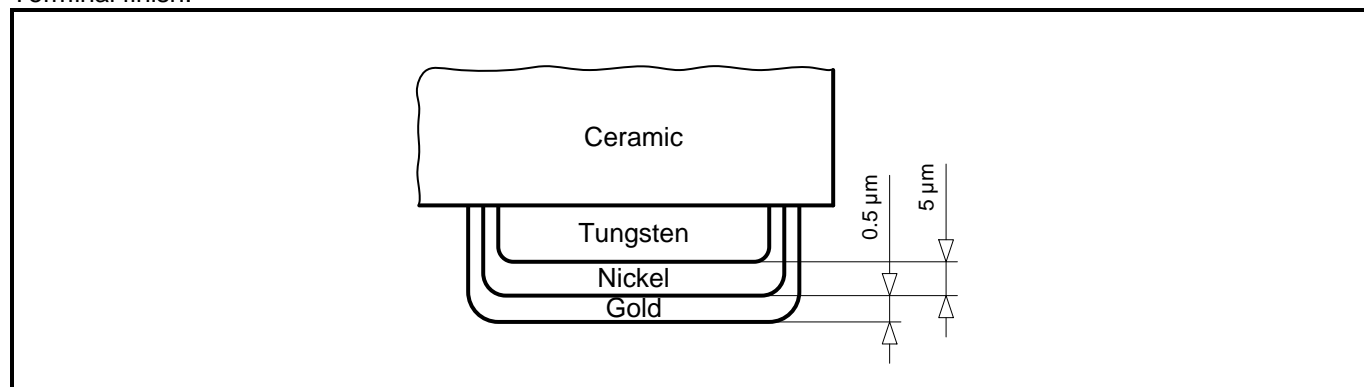 Terminal finish:
Ceramic
Tungsten
Nickel
Gold
0.5 µm
5 µm